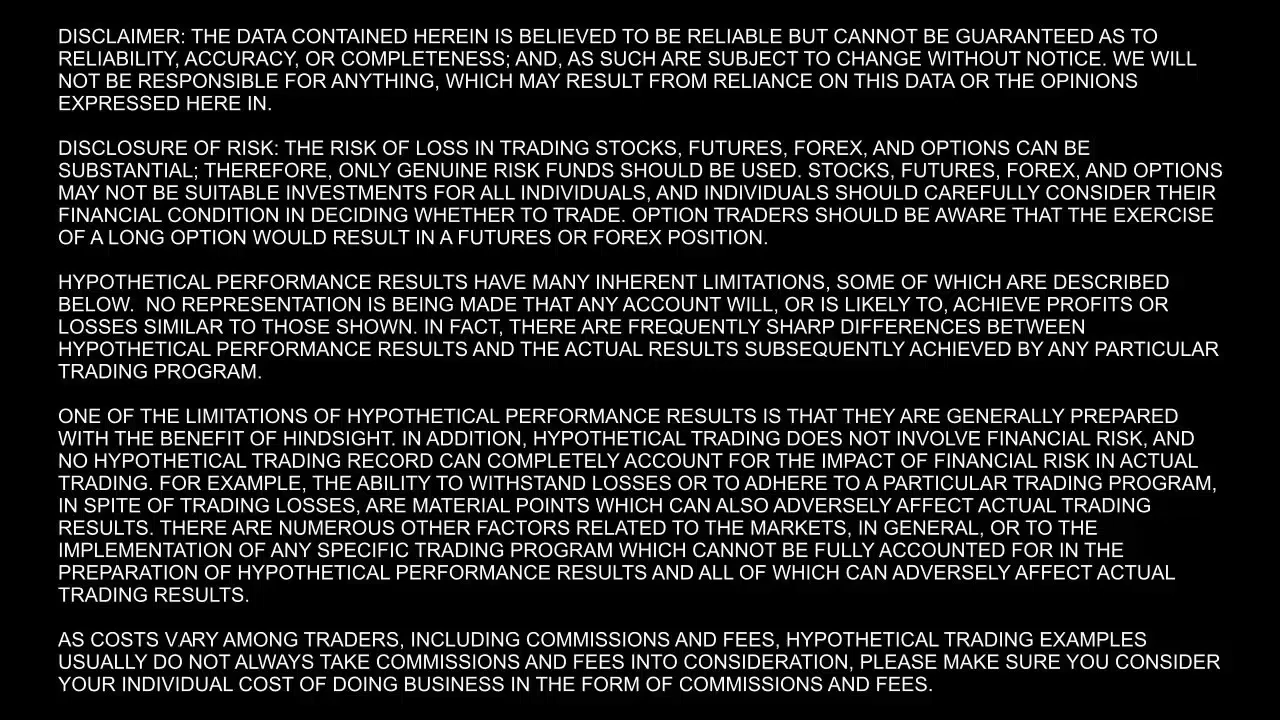 DISCLAIMER: THE DATA CONTAINED HEREIN IS BELIEVED TO BE RELIABLE BUT CANNOT BE GUARANTEED AS TO
RELIABILITY, ACCURACY, OR COMPLETENESS; AND, AS SUCH ARE SUBJECT TO CHANGE WITHOUT NOTICE. WE WILL
NOT BE RESPONSIBLE FOR ANYTHING, WHICH MAY RESULT FROM RELIANCE ON THIS DATA OR THE OPINIONS
EXPRESSED HERE IN.
DISCLOSURE OF RISK: THE RISK OF LOSS IN TRADING STOCKS, FUTURES, FOREX, AND OPTIONS CAN BE
SUBSTANTIAL; THEREFORE, ONLY GENUINE RISK FUNDS SHOULD BE USED. STOCKS, FUTURES, FOREX, AND OPTIONS
MAY NOT BE SUITABLE INVESTMENTS FOR ALL INDIVIDUALS, AND INDIVIDUALS SHOULD CAREFULLY CONSIDER THEIR
FINANCIAL CONDITION IN DECIDING WHETHER TO TRADE. OPTION TRADERS SHOULD BE AWARE THAT THE EXERCISE
OF A LONG OPTION WOULD RESULT IN A FUTURES OR FOREX POSITION.
HYPOTHETICAL PERFORMANCE RESULTS HAVE MANY INHERENT LIMITATIONS, SOME OF WHICH ARE DESCRIBED
BELOW.  NO REPRESENTATION IS BEING MADE THAT ANY ACCOUNT WILL, OR IS LIKELY TO, ACHIEVE PROFITS OR
LOSSES SIMILAR TO THOSE SHOWN. IN FACT, THERE ARE FREQUENTLY SHARP DIFFERENCES BETWEEN
HYPOTHETICAL PERFORMANCE RESULTS AND THE ACTUAL RESULTS SUBSEQUENTLY ACHIEVED BY ANY PARTICULAR
TRADING PROGRAM.
ONE OF THE LIMITATIONS OF HYPOTHETICAL PERFORMANCE RESULTS IS THAT THEY ARE GENERALLY PREPARED
WITH THE BENEFIT OF HINDSIGHT. IN ADDITION, HYPOTHETICAL TRADING DOES NOT INVOLVE FINANCIAL RISK, AND
NO HYPOTHETICAL TRADING RECORD CAN COMPLETELY ACCOUNT FOR THE IMPACT OF FINANCIAL RISK IN ACTUAL
TRADING. FOR EXAMPLE, THE ABILITY TO WITHSTAND LOSSES OR TO ADHERE TO A PARTICULAR TRADING PROGRAM,
IN SPITE OF TRADING LOSSES, ARE MATERIAL POINTS WHICH CAN ALSO ADVERSELY AFFECT ACTUAL TRADING
RESULTS. THERE ARE NUMEROUS OTHER FACTORS RELATED TO THE MARKETS, IN GENERAL, OR TO THE
IMPLEMENTATION OF ANY SPECIFIC TRADING PROGRAM WHICH CANNOT BE FULLY ACCOUNTED FOR IN THE
PREPARATION OF HYPOTHETICAL PERFORMANCE RESULTS AND ALL OF WHICH CAN ADVERSELY AFFECT ACTUAL
TRADING RESULTS.
AS COSTS VARY AMONG TRADERS, INCLUDING COMMISSIONS AND FEES, HYPOTHETICAL TRADING EXAMPLES
USUALLY DO NOT ALWAYS TAKE COMMISSIONS AND FEES INTO CONSIDERATION, PLEASE MAKE SURE YOU CONSIDER
YOUR INDIVIDUAL COST OF DOING BUSINESS IN THE FORM OF COMMISSIONS AND FEES.